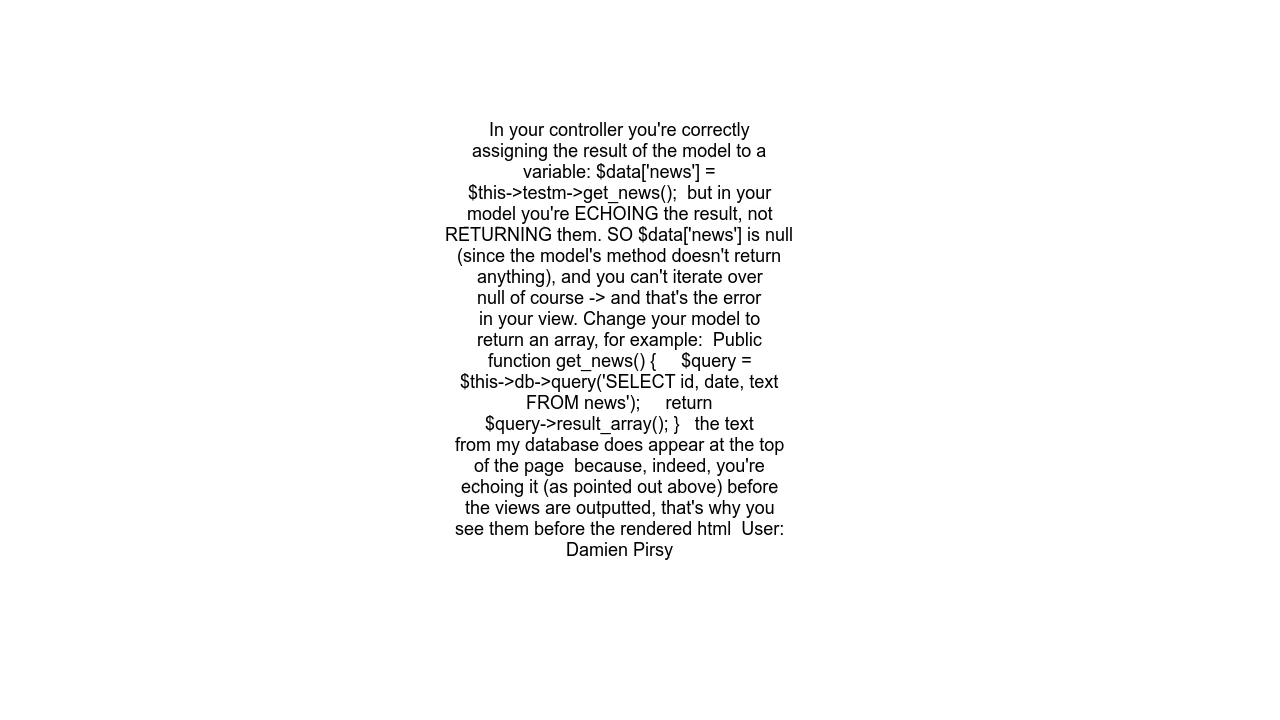 In your controller you're correctly
assigning the result of the model to a
variable: $data['news'] =
$this->testm->get_news();  but in your
model you're ECHOING the result, not
RETURNING them. SO $data['news'] is null
(since the model's method doesn't return
anything), and you can't iterate over
null of course -> and that's the error
in your view. Change your model to
return an array, for example:  Public
function get_news() {     $query =
$this->db->query('SELECT id, date, text
FROM news');     return
$query->result_array(); }   the text
from my database does appear at the top
of the page  because, indeed, you're
echoing it (as pointed out above) before
the views are outputted, that's why you
see them before the rendered html  User:
Damien Pirsy